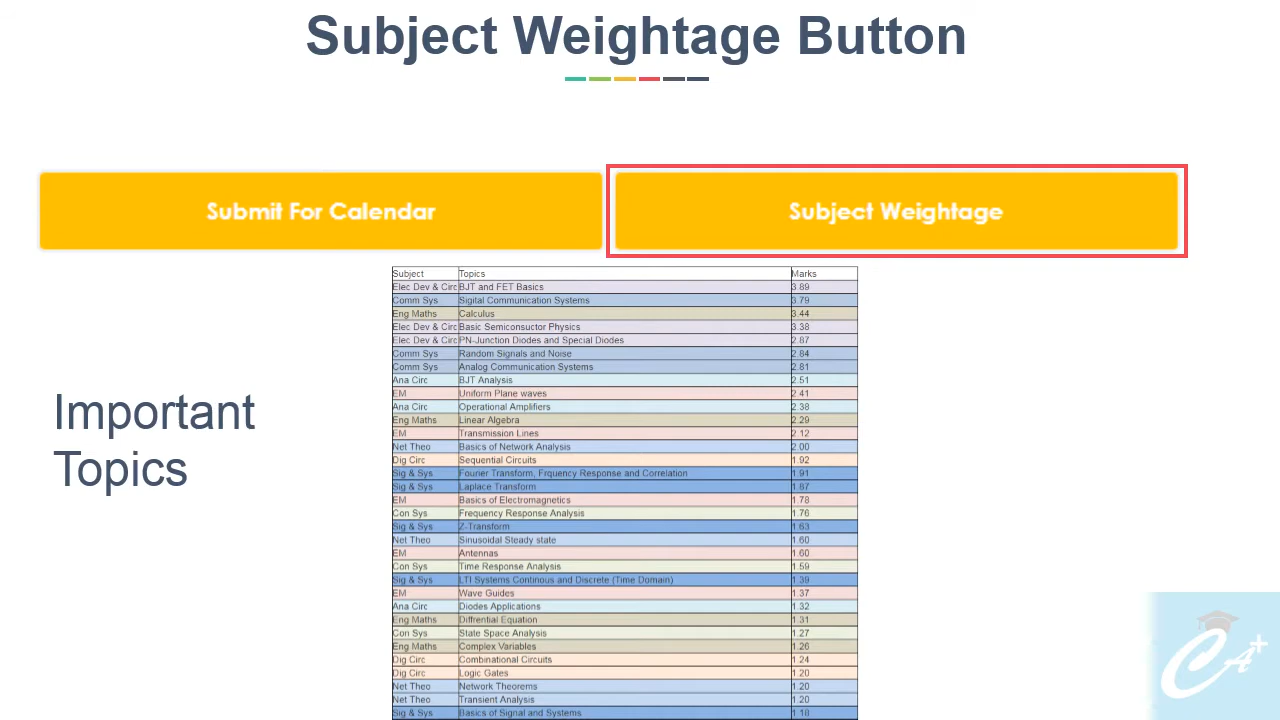 Subject Weightage Button
Submit For Calendar
Subject Weightage
Important
Topics
Subject Topics Marks
Elec Dev & Circ BJT and FET Basics 3.89
Comm Sys Sigital Communication Systems 3.79
Eng Maths Calculus 3.44
Elec Dev & Circ Basic Semiconsuctor Physics 3.38
Elec Dev & Circ PN-Junction Diodes and Special Diodes 2.87
Comm Sys Random Signals and Noise 2.84
Comm Sys Analog Communication Systems 2.81
Ana Circ BJT Analysis 2.51
EM Uniform Plane waves 2.41
Ana Circ Operational Amplifiers 2.38
Eng Maths Linear Algebra 2.29
EM Transmission Lines 2.12
Net Theo Basics of Network Analysis 2.00
Dig Circ Sequential Circuits 1.92
Sig & Sys Fourier Transform, Frquency Response and Correlation 1.91
Sig & Sys Laplace Transform 1.87
EM Basics of Electromagnetics 1.78
Con Sys Frequency Response Analysis 1.76
Sig & Sys Z-Transform 1.63
Net Theo Sinusoidal Steady state 1.60
EM Antennas 1.60
Con Sys Time Response Analysis 1.59
Sig & Sys LTI Systems Continous and Discrete (Time Domain) 1.39
EM Wave Guides 1.37
Ana Circ Diodes Applications 1.32
Eng Maths Diffrential Equation 1.31
Con Sys State Space Analysis 1.27
Eng Maths Complex Variables 1.26
Dig Circ Combinational Circuits 1.24
Dig Circ Logic Gates 1.20
Net Theo Network Theorems 1.20
Net Theo Transient Analysis 1.20
Sig & Sys Basics of Signal and Systems 1.18
CA+